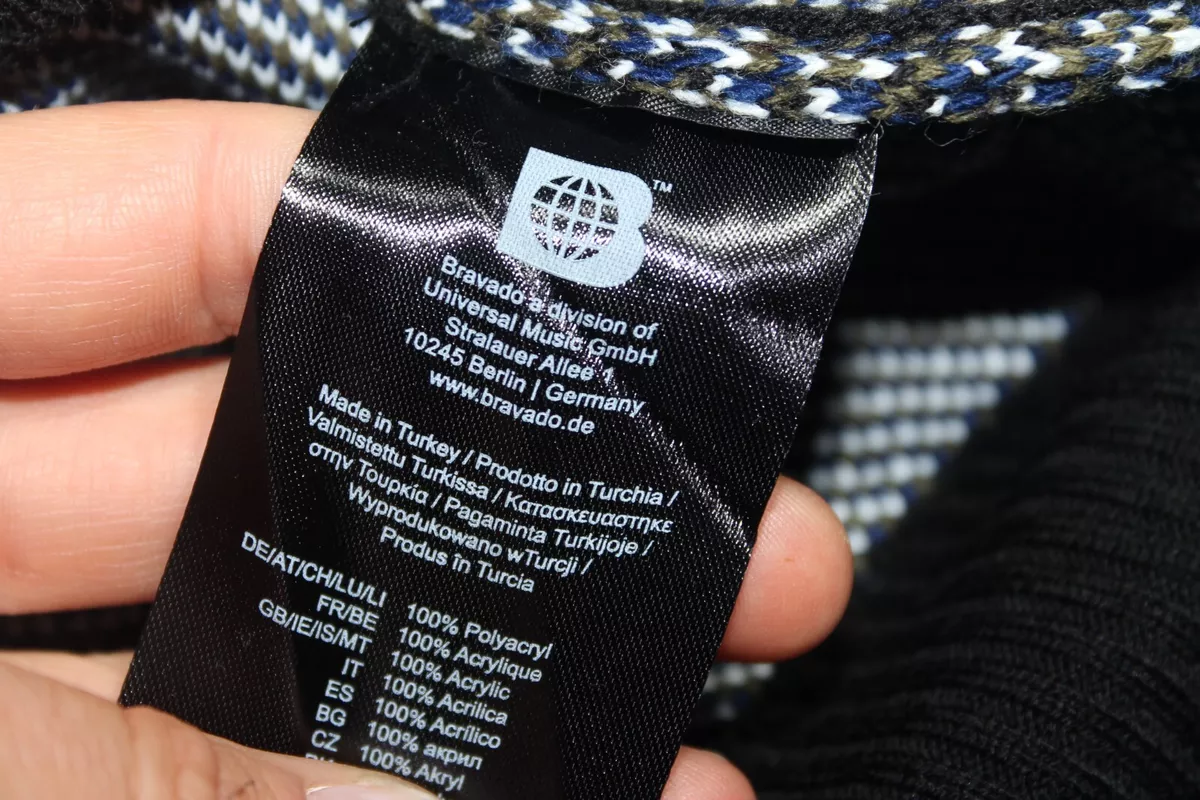 B™
Bravado a division of
Universal Music GmbH
Stralauer Allee 1
10245 Berlin | Germany
www.bravado.de
Made in Turkey / Prodotto in Turchia /
Valmistettu Turkissa / Κατασκευαστηκε
στην Τουρκία / Pagaminta Turkijoje /
Wyprodukowano wTurcji /
Produs în Turcia
DE/AT/CH/LU/LI 100% Polyacryl
FR/BE 100% Acrylique
GB/IE/IS/MT 100% Acrylic
IT 100% Acrilica
ES 100% Acrílico
BG 100% акрил
CZ 100% Akryl